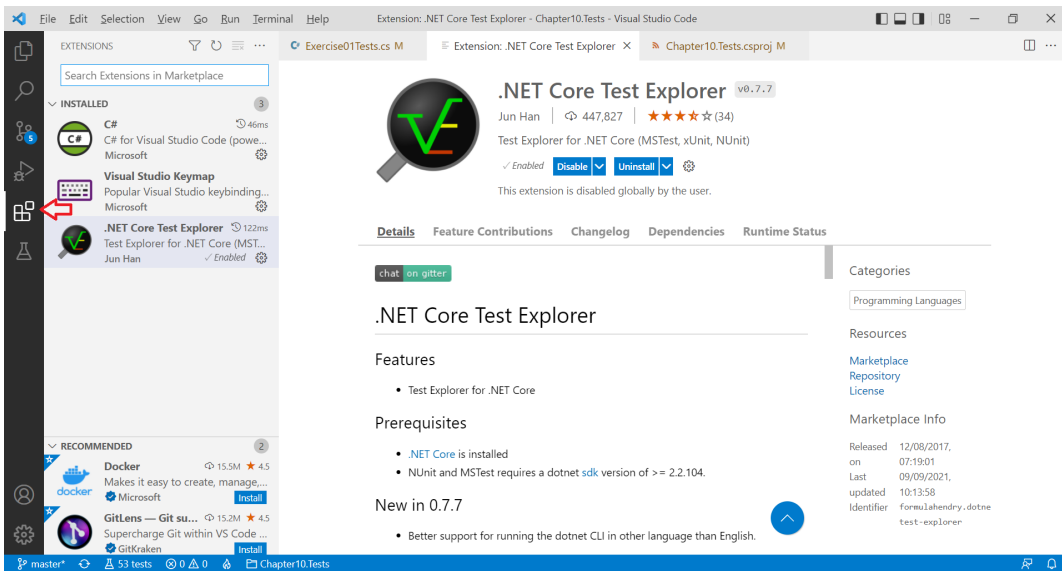 File Edit Selection View Go Run Terminal Help
Extension: .NET Core Test Explorer - Chapter10.Tests - Visual Studio Code
EXTENSIONS
Search Extensions in Marketplace
INSTALLED 3
C# 46ms
C# for Visual Studio Code (powe...
Microsoft
Visual Studio Keymap
Popular Visual Studio keybinding...
Microsoft
.NET Core Test Explorer 122ms
Test Explorer for .NET Core (MST...
Jun Han Enabled
RECOMMENDED 2
Docker 15.5M 4.5
Makes it easy to create, manage,...
docker
Microsoft Install
GitLens — Git su... 15.2M 4.5
Supercharge Git within VS Code ...
GitKraken Install
5
Exercise01Tests.cs M
Extension: .NET Core Test Explorer
Chapter10.Tests.csproj M
.NET Core Test Explorer v0.7.7
Jun Han 447,827 (34)
Test Explorer for .NET Core (MSTest, xUnit, NUnit)
Enabled Disable Uninstall
This extension is disabled globally by the user.
Details Feature Contributions Changelog Dependencies Runtime Status
chat on gitter
.NET Core Test Explorer
Features
• Test Explorer for .NET Core
Prerequisites
• .NET Core is installed
• NUnit and MSTest requires a dotnet sdk version of >= 2.2.104.
New in 0.7.7
• Better support for running the dotnet CLI in other language than English.
Categories
Programming Languages
Resources
Marketplace
Repository
License
Marketplace Info
Released 12/08/2017,
on 07:19:01
Last 09/09/2021,
updated 10:13:58
Identifier formulahendry.dotne
test-explorer
master* 53 tests 0 0 Chapter10.Tests